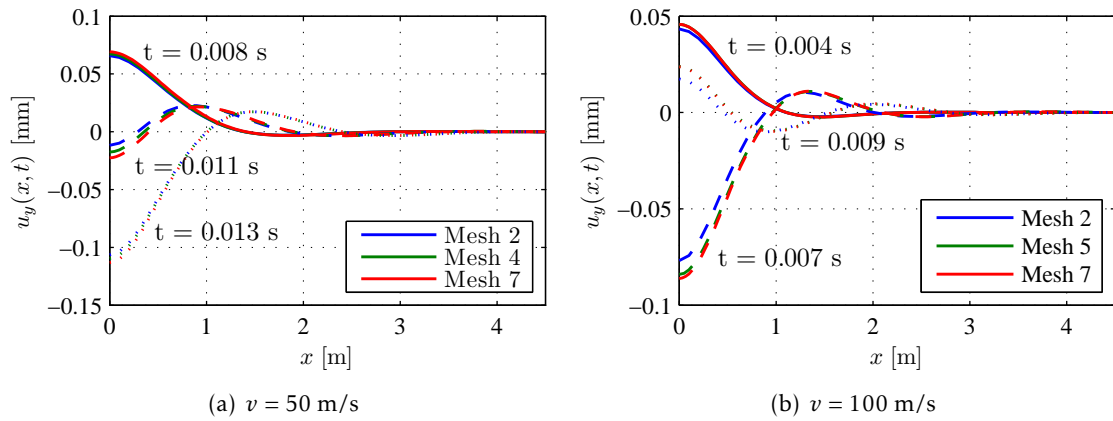 0.1
0.05
0
−0.05
−0.1
−0.15
u_y(x, t) [mm]
t = 0.008 s
t = 0.011 s
t = 0.013 s
Mesh 2
Mesh 4
Mesh 7
0 1 2 3 4
x [m]
(a) v = 50 m/s
0.05
0
−0.05
−0.1
u_y(x, t) [mm]
t = 0.004 s
t = 0.009 s
t = 0.007 s
Mesh 2
Mesh 5
Mesh 7
0 1 2 3 4
x [m]
(b) v = 100 m/s